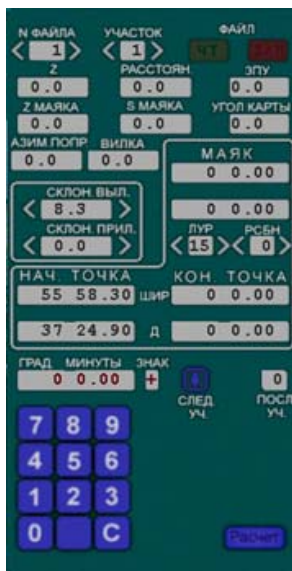 N ФАЙЛА УЧАСТОК ФАЙЛ
< 1 > < 1 > ЧТ ЗАП
Z РАССТОЯН. ЗПУ
0.0 0.0 0.0
Z МАЯКА S МАЯКА УГОЛ КАРТЫ
0.0 0.0 0.0
АЗИМ.ПОПР. ВИЛКА МАЯК
0.0 0.0 0 0.00
СКЛОН. ВЫЛ.
< 8.3 > 0 0.00
СКЛОН. ПРИЛ. ЛУР РСБН
< 0.0 > < 15 > < 0 >
НАЧ. ТОЧКА КОН. ТОЧКА
55 58.30 ШИР 0 0.00
37 24.90 Д 0 0.00
ГРАД МИНУТЫ ЗНАК
0 0.00 + ↓ 0
СЛЕД. ПОСЛ
УЧ. УЧ.
7 8 9
4 5 6
1 2 3
0 C Расчет